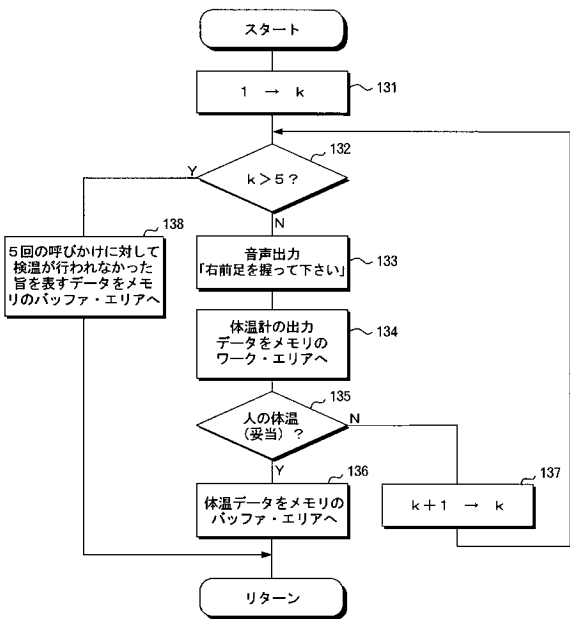 スタート
1 → k
131
132
k>5?
Y
N
138
5回の呼びかけに対して
検温が行われなかった
旨を表すデータをメモ
リのバッファ・エリアへ
音声出力
「右前足を握って下さい」
133
体温計の出力
データをメモリの
ワーク・エリアへ
134
135
人の体温
(妥当)?
N
Y
136
体温データをメモリの
バッファ・エリアへ
137
k+1 → k
リターン